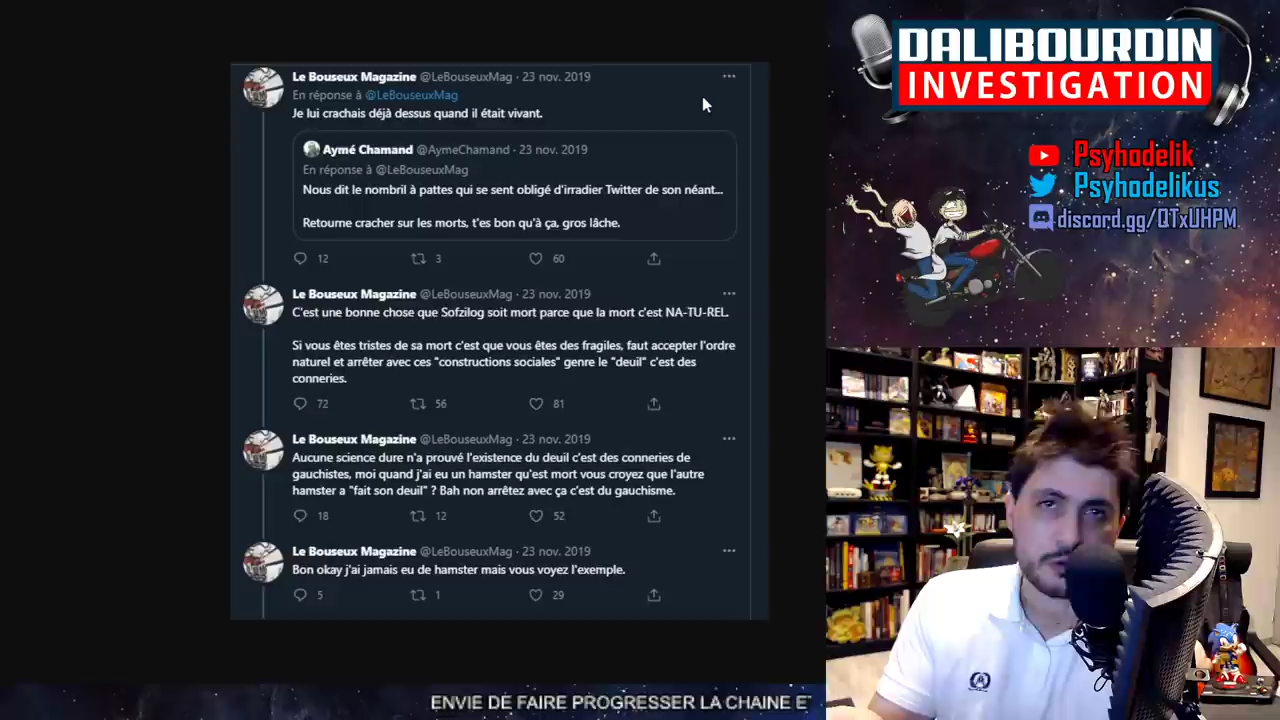 Le Bouseux Magazine @LeBouseuxMag · 23 nov. 2019
En réponse à @LeBouseuxMag
Je lui crachais déjà dessus quand il était vivant.
Aymé Chamand @AymeChamand · 23 nov. 2019
En réponse à @LeBouseuxMag
Nous dit le nombril à pattes qui se sent obligé d'irradier Twitter de son néant...
Retourne cracher sur les morts, t'es bon qu'à ça, gros lâche.
12 3 60
Le Bouseux Magazine @LeBouseuxMag · 23 nov. 2019
C'est une bonne chose que Sofzilog soit mort parce que la mort c'est NA-TU-REL.
Si vous êtes tristes de sa mort c'est que vous êtes des fragiles, faut accepter l'ordre
naturel et arrêter avec ces "constructions sociales" genre le "deuil" c'est des
conneries.
72 56 81
Le Bouseux Magazine @LeBouseuxMag · 23 nov. 2019
Aucune science dure n'a prouvé l'existence du deuil c'est des conneries de
gauchistes, moi quand j'ai eu un hamster qu'est mort vous croyez que l'autre
hamster a "fait son deuil" ? Bah non arrêtez avec ça c'est du gauchisme.
18 12 52
Le Bouseux Magazine @LeBouseuxMag · 23 nov. 2019
Bon okay j'ai jamais eu de hamster mais vous voyez l'exemple.
5 1 29
DALIBOURDIN
INVESTIGATION
Psyhodelik
Psyhodelikus
discord.gg/QTxUHPM
ENVIE DE FAIRE PROGRESSER LA CHAINE E